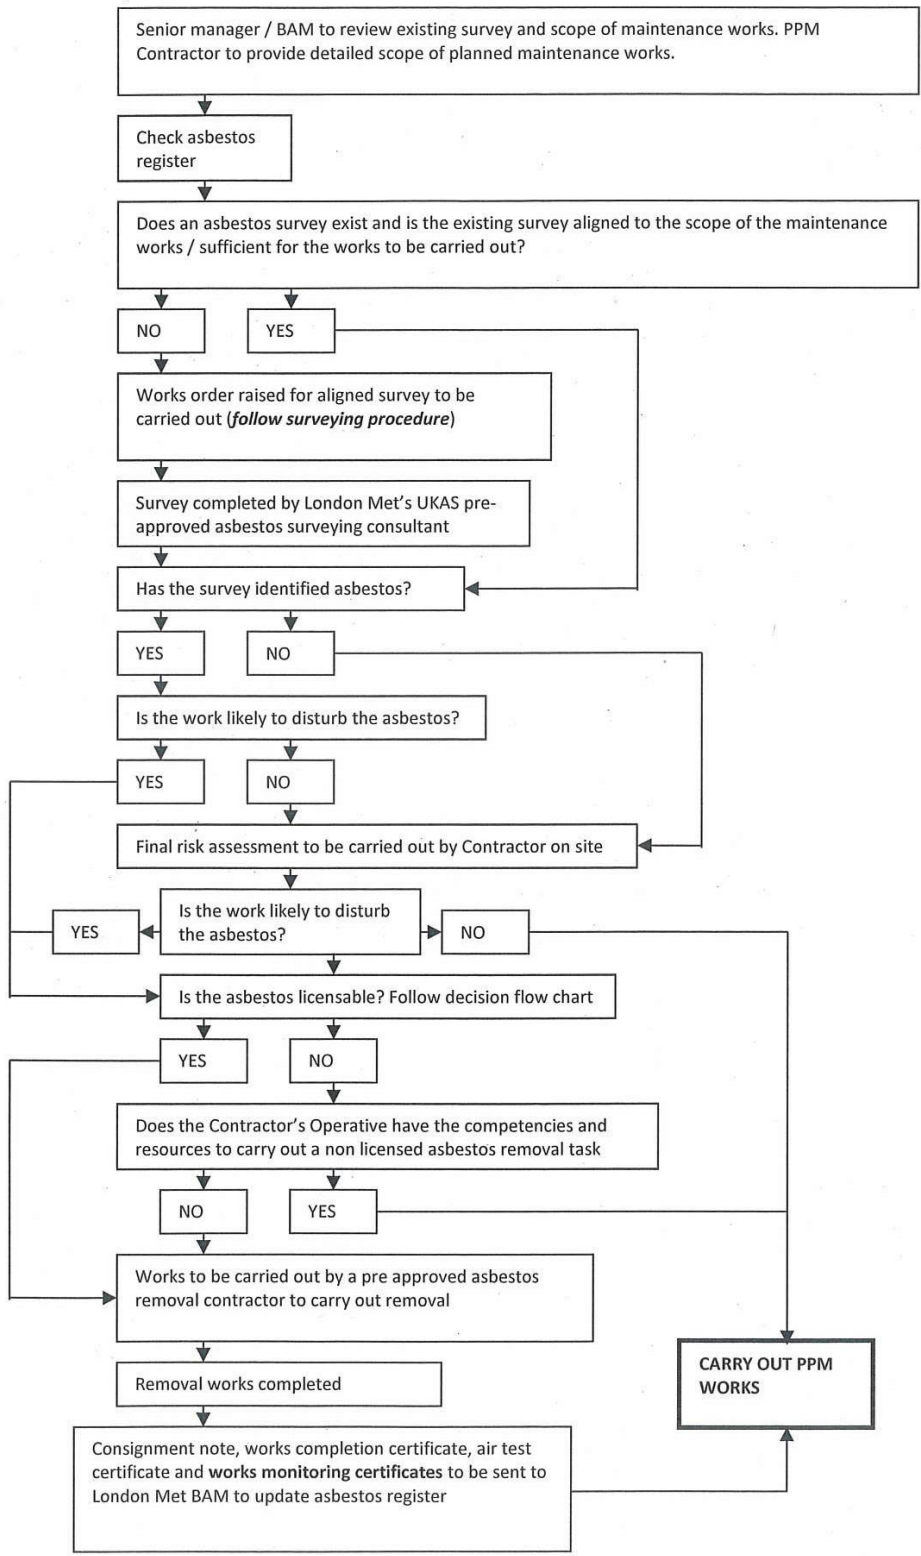 Senior manager / BAM to review existing survey and scope of maintenance works. PPM
Contractor to provide detailed scope of planned maintenance works.
Check asbestos
register
Does an asbestos survey exist and is the existing survey aligned to the scope of the maintenance
works / sufficient for the works to be carried out?
NO
YES
Works order raised for aligned survey to be
carried out (follow surveying procedure)
Survey completed by London Met's UKAS pre-
approved asbestos surveying consultant
Has the survey identified asbestos?
YES
NO
Is the work likely to disturb the asbestos?
YES
NO
Final risk assessment to be carried out by Contractor on site
Is the work likely to disturb
the asbestos?
YES
NO
Is the asbestos licensable? Follow decision flow chart
YES
NO
Does the Contractor's Operative have the competencies and
resources to carry out a non licensed asbestos removal task
NO
YES
Works to be carried out by a pre approved asbestos
removal contractor to carry out removal
Removal works completed
CARRY OUT PPM
WORKS
Consignment note, works completion certificate, air test
certificate and works monitoring certificates to be sent to
London Met BAM to update asbestos register